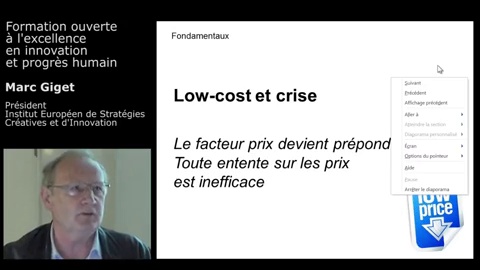 Formation ouverte
à l'excellence
en innovation
et progrès humain
Marc Giget
Président
Institut Européen de Stratégies
Créatives et d'Innovation
Fondamentaux
Low-cost et crise
Le facteur prix devient prépond
Toute entente sur les prix
est inefficace
Suivant
Précédent
Affichage précédent
Aller à
Atteindre la section
Diaporama personnalisé
Écran
Options du pointeur
Aide
Pause
Arrêter le diaporama
low
price